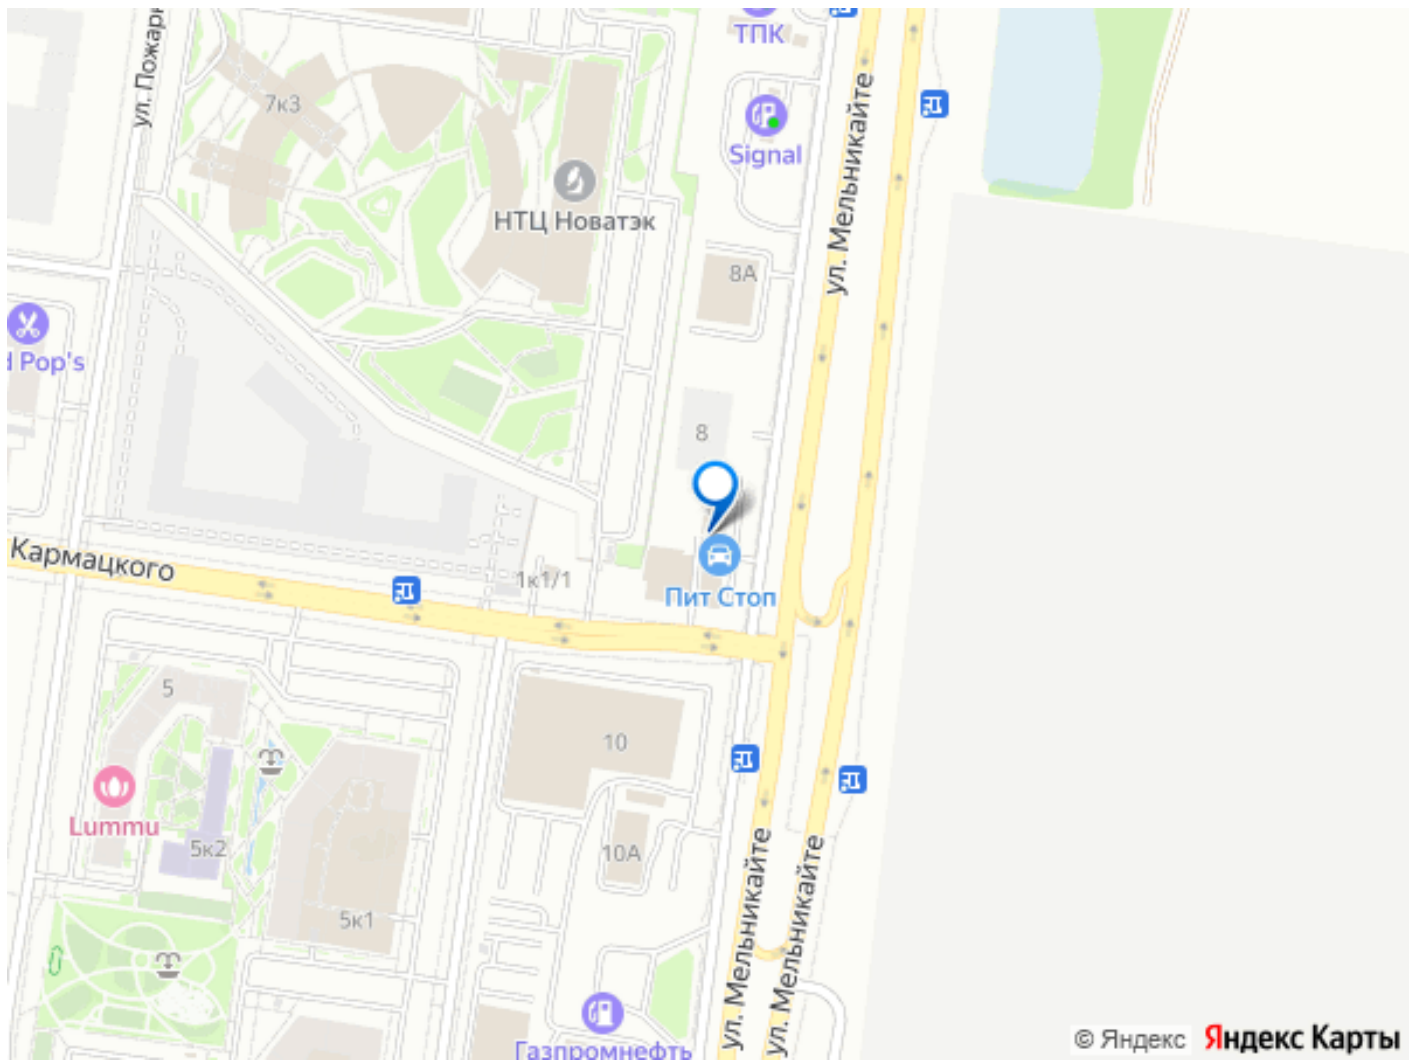 ТПК
ул. Пожарн
7к3
Signal
ул. Мельникайте
НТЦ Новатэк
8А
d Pop's
8
Кармацкого
1к1/1
Пит Стоп
5
10
Lummu
5к2
10А
5к1
ул. Мельникайте
ул. Мельникайте
Газпромнефть
© Яндекс Яндекс Карты